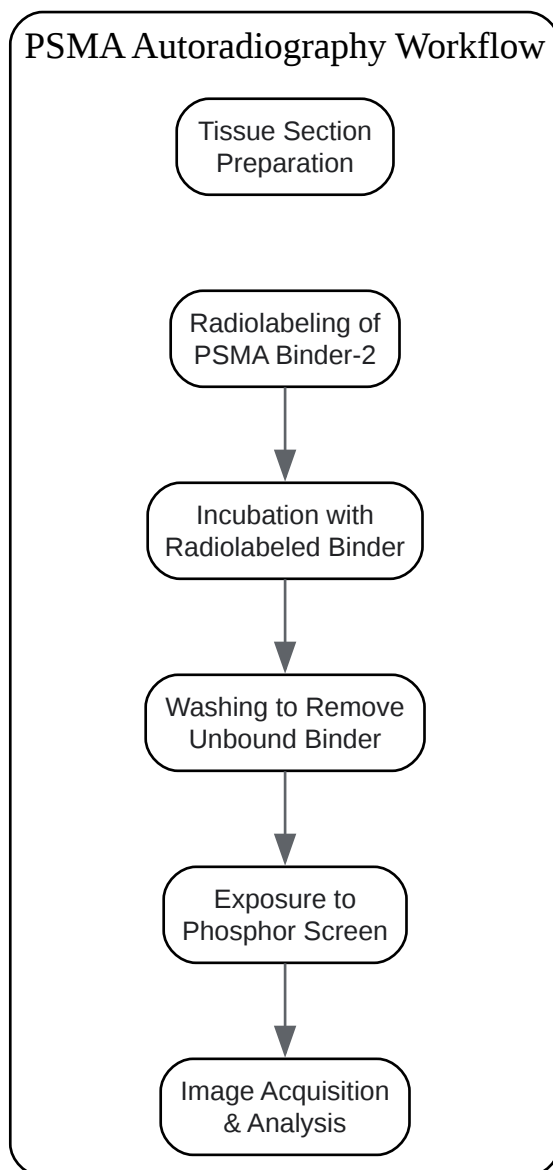 PSMA Autoradiography Workflow
Tissue Section
Preparation
Radiolabeling of
PSMA Binder-2
Incubation with
Radiolabeled Binder
Washing to Remove
Unbound Binder
Exposure to
Phosphor Screen
Image Acquisition
& Analysis